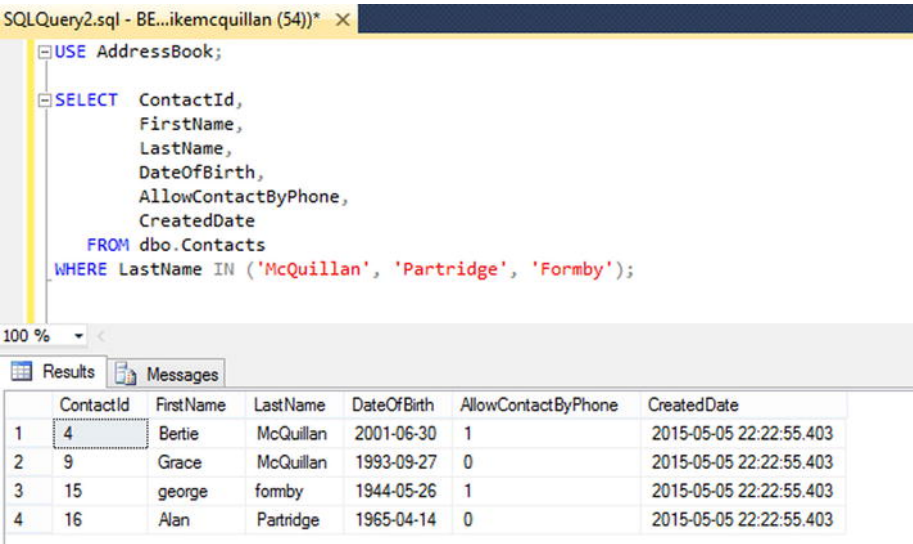 SQLQuery2.sql - BE...ikemcquillan (54))* ×
USE AddressBook;
SELECT ContactId,
FirstName,
LastName,
DateOfBirth,
AllowContactByPhone,
CreatedDate
FROM dbo.Contacts
WHERE LastName IN ('McQuillan', 'Partridge', 'Formby');
100 %
Results Messages
ContactId FirstName LastName DateOfBirth AllowContactByPhone CreatedDate
1 4 Bertie McQuillan 2001-06-30 1 2015-05-05 22:22:55.403
2 9 Grace McQuillan 1993-09-27 0 2015-05-05 22:22:55.403
3 15 george formby 1944-05-26 1 2015-05-05 22:22:55.403
4 16 Alan Partridge 1965-04-14 0 2015-05-05 22:22:55.403